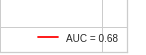 AUC = 0.68